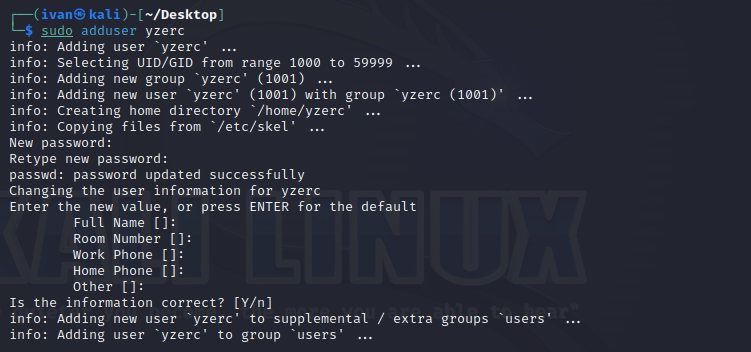 ┌──(ivan㉿kali)-[~/Desktop]
└─$ sudo adduser yzerc
info: Adding user `yzerc' ...
info: Selecting UID/GID from range 1000 to 59999 ...
info: Adding new group `yzerc' (1001) ...
info: Adding new user `yzerc' (1001) with group `yzerc (1001)' ...
info: Creating home directory `/home/yzerc' ...
info: Copying files from `/etc/skel' ...
New password:
Retype new password:
passwd: password updated successfully
Changing the user information for yzerc
Enter the new value, or press ENTER for the default
Full Name []:
Room Number []:
Work Phone []:
Home Phone []:
Other []:
KALI LINUX
Is the information correct? [Y/n]
info: Adding new user `yzerc' to supplemental / extra groups `users' ...
info: Adding user `yzerc' to group `users' ...